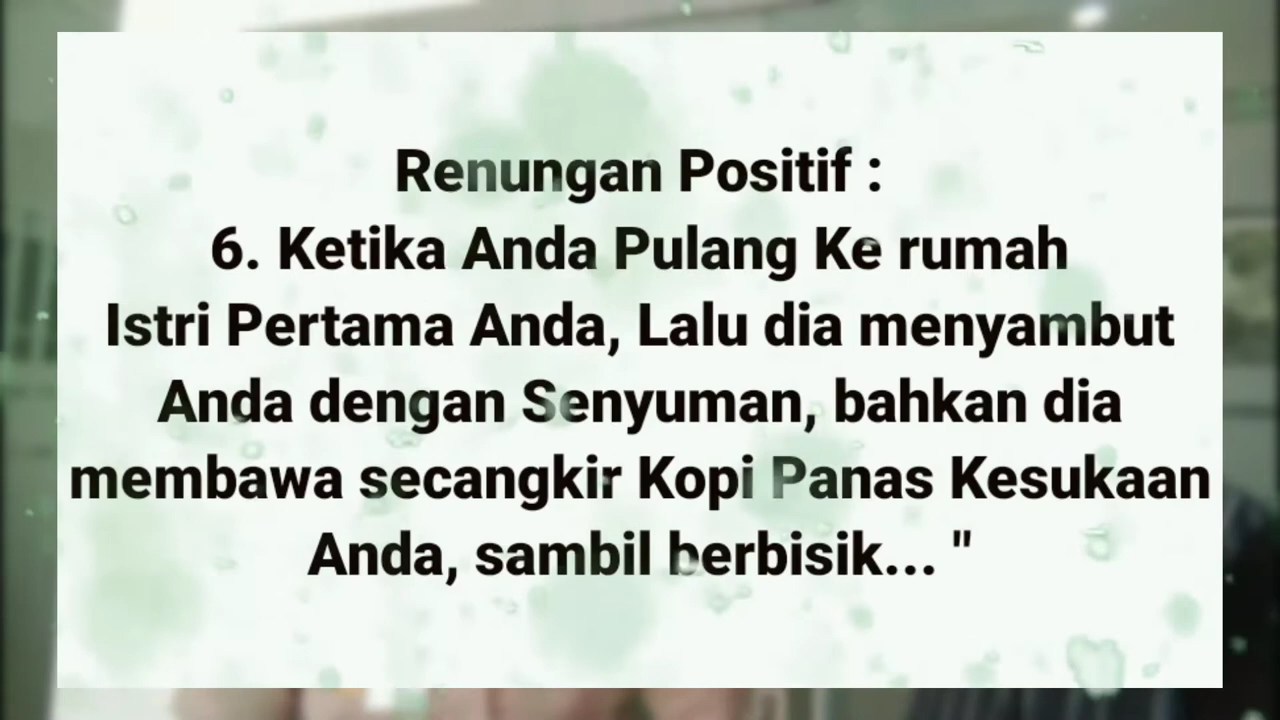 Renungan Positif :
6. Ketika Anda Pulang Ke rumah
Istri Pertama Anda, Lalu dia menyambut
Anda dengan Senyuman, bahkan dia
membawa secangkir Kopi Panas Kesukaan
Anda, sambil berbisik... "